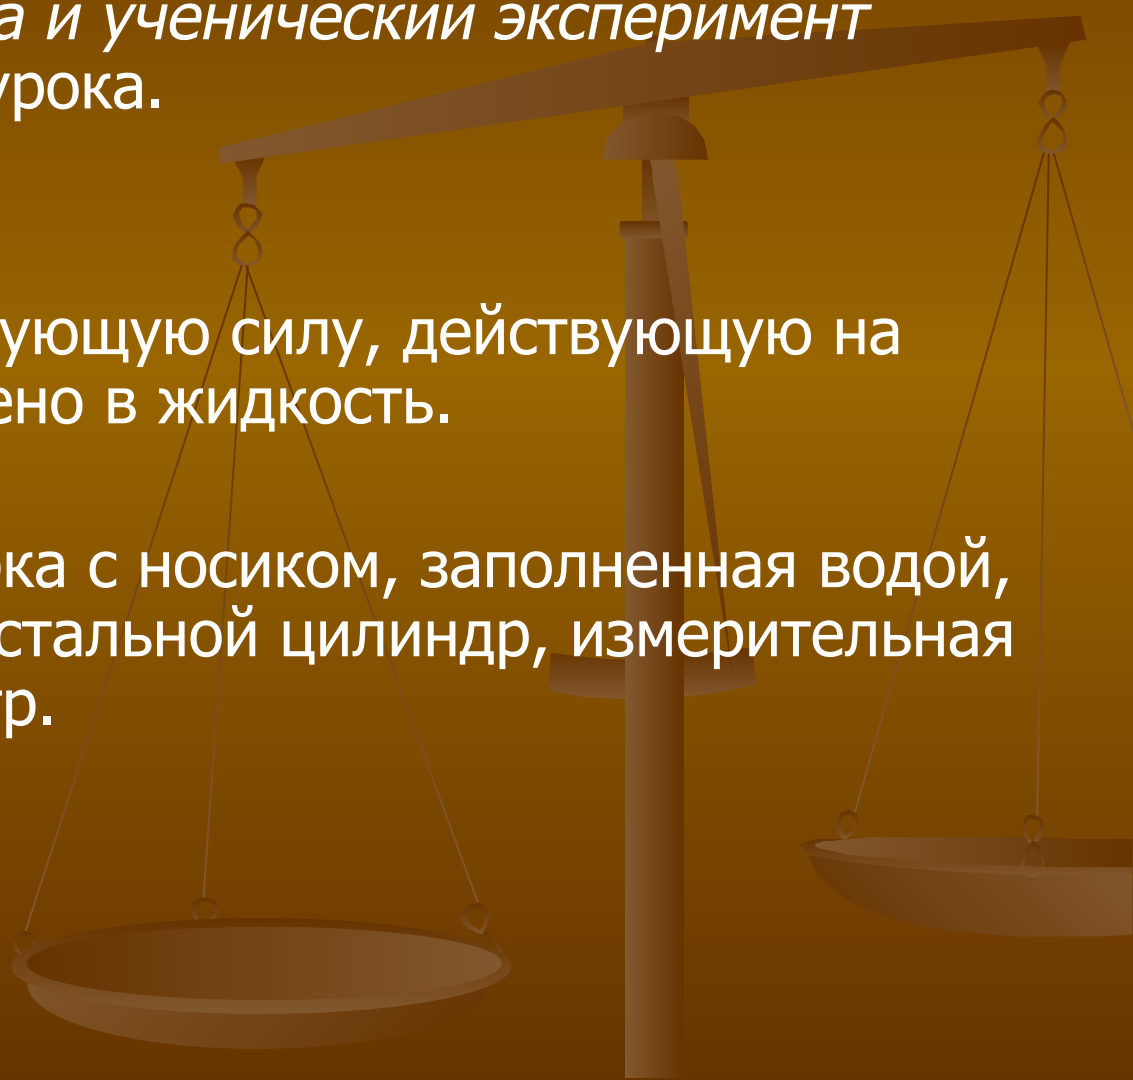 а и ученический эксперимент
урока.
ующую силу, действующую на
ено в жидкость.
ка с носиком, заполненная водой,
стальной цилиндр, измерительная
р.